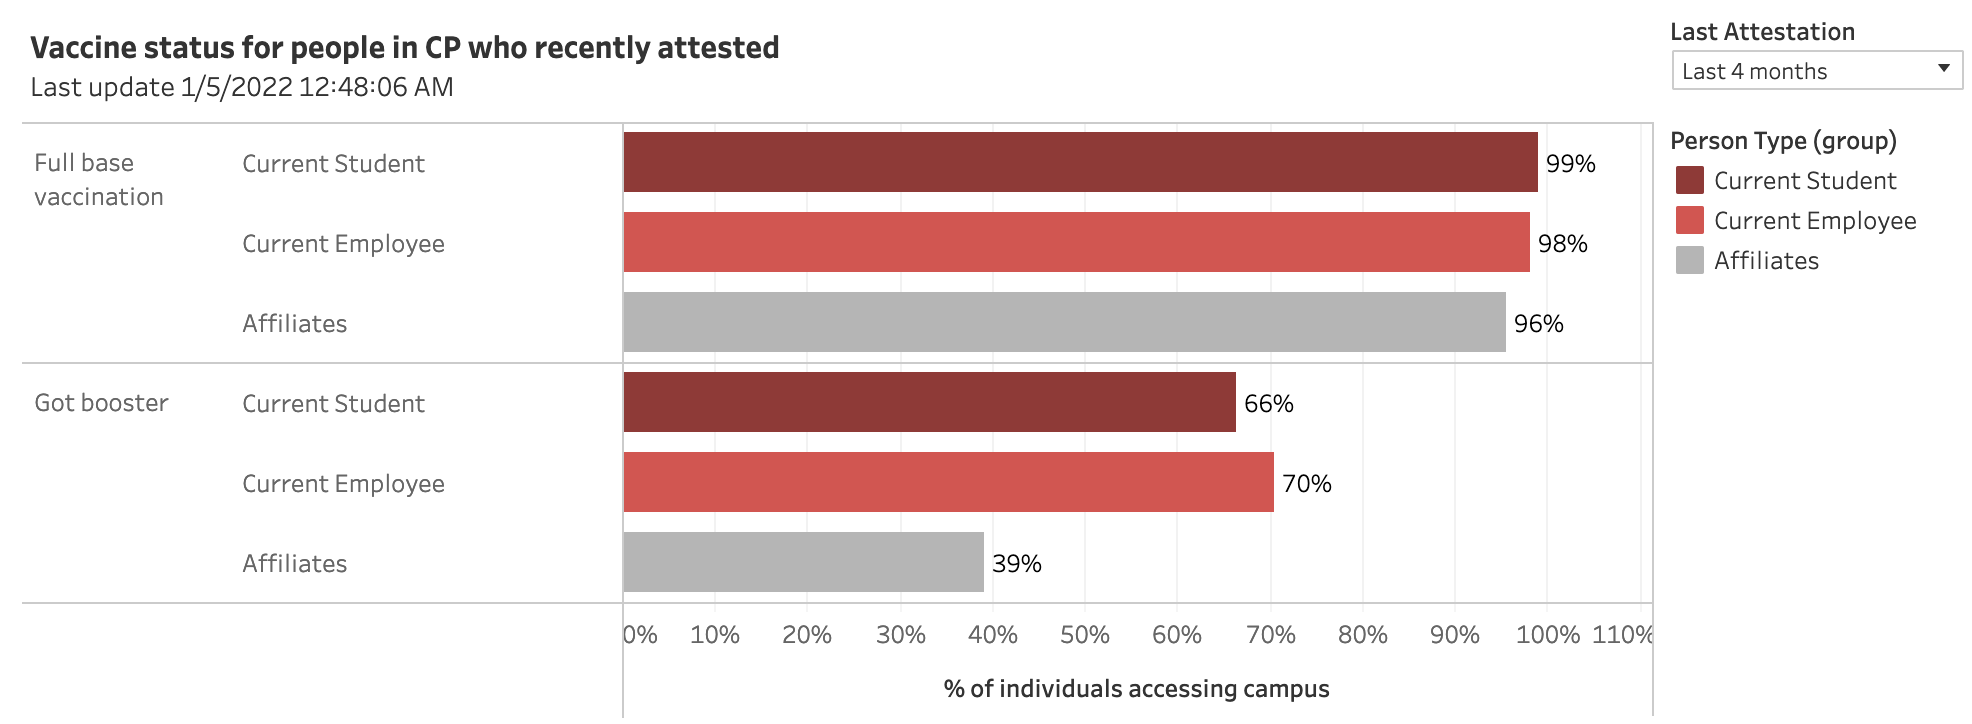 Vaccine status for people in CP who recently attested
Last update 1/5/2022 12:48:06 AM
Last Attestation
Last 4 months
Person Type (group)
Current Student
Current Employee
Affiliates
Full base
vaccination
Current Student 99%
Current Employee 98%
Affiliates 96%
Got booster Current Student 66%
Current Employee 70%
Affiliates 39%
0% 10% 20% 30% 40% 50% 60% 70% 80% 90% 100% 110%
% of individuals accessing campus